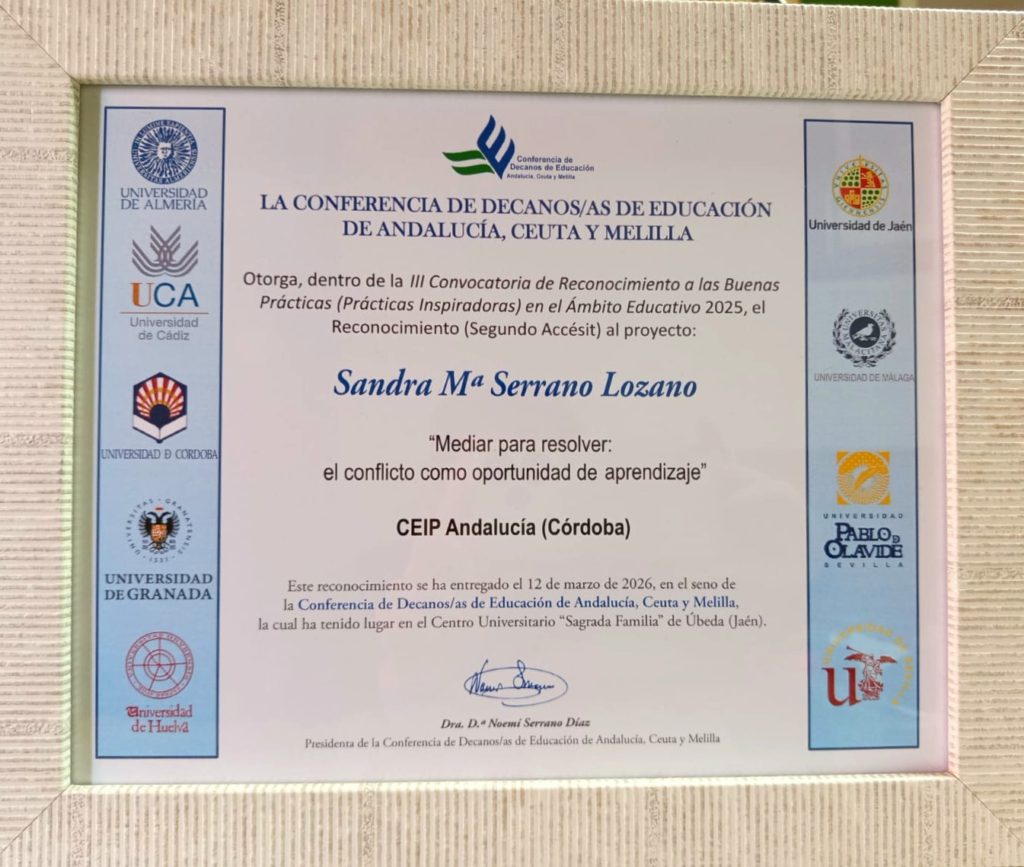 Conferencia de
Decanos de Educación
Andalucía, Ceuta y Melilla
LA CONFERENCIA DE DECANOS/AS DE EDUCACIÓN
DE ANDALUCÍA, CEUTA Y MELILLA
Otorga, dentro de la III Convocatoria de Reconocimiento a las Buenas
Prácticas (Prácticas Inspiradoras) en el Ámbito Educativo 2025, el
Reconocimiento (Segundo Accésit) al proyecto:
Sandra Mª Serrano Lozano
“Mediar para resolver:
el conflicto como oportunidad de aprendizaje”
CEIP Andalucía (Córdoba)
Este reconocimiento se ha entregado el 12 de marzo de 2026, en el seno de
la Conferencia de Decanos/as de Educación de Andalucía, Ceuta y Melilla,
la cual ha tenido lugar en el Centro Universitario “Sagrada Familia” de Úbeda (Jaén).
Dra. D.ª Noemí Serrano Díaz
Presidenta de la Conferencia de Decanos/as de Educación de Andalucía, Ceuta y Melilla
UNIVERSIDAD
DE ALMERÍA
UCA
Universidad
de Cádiz
UNIVERSIDAD Đ CÓRDOBA
UNIVERSIDAD
DE GRANADA
Universidad
de Huelva
Universidad de Jaén
UNIVERSIDAD DE MÁLAGA
UNIVERSIDAD
PABLO D
OLAVIDE
SEVILLA